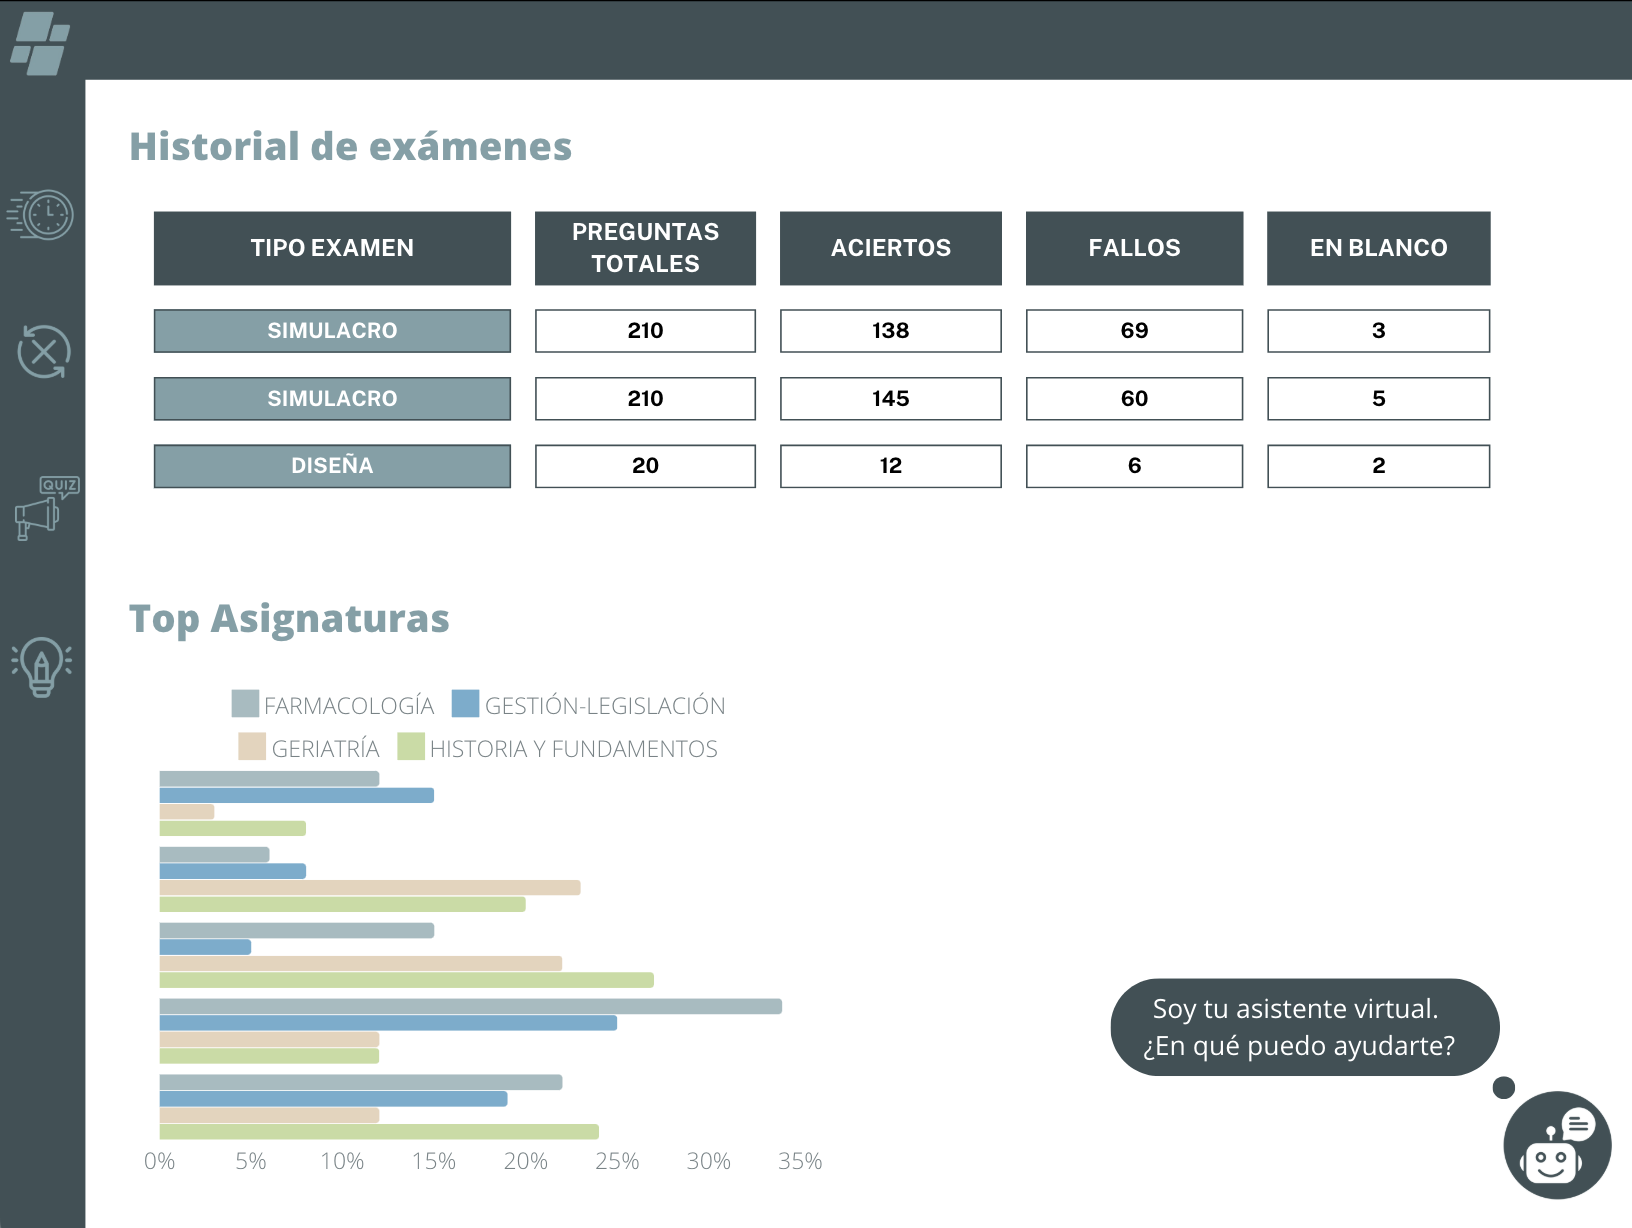 Historial de exámenes
TIPO EXAMEN
PREGUNTAS
TOTALES
ACIERTOS
FALLOS
EN BLANCO
SIMULACRO
210
138
69
3
SIMULACRO
210
145
60
5
DISEÑA
20
12
6
2
QUIZ
Top Asignaturas
FARMACOLOGÍA
GESTIÓN-LEGISLACIÓN
GERIATRÍA
HISTORIA Y FUNDAMENTOS
0%
5%
10%
15%
20%
25%
30%
35%
Soy tu asistente virtual.
¿En qué puedo ayudarte?